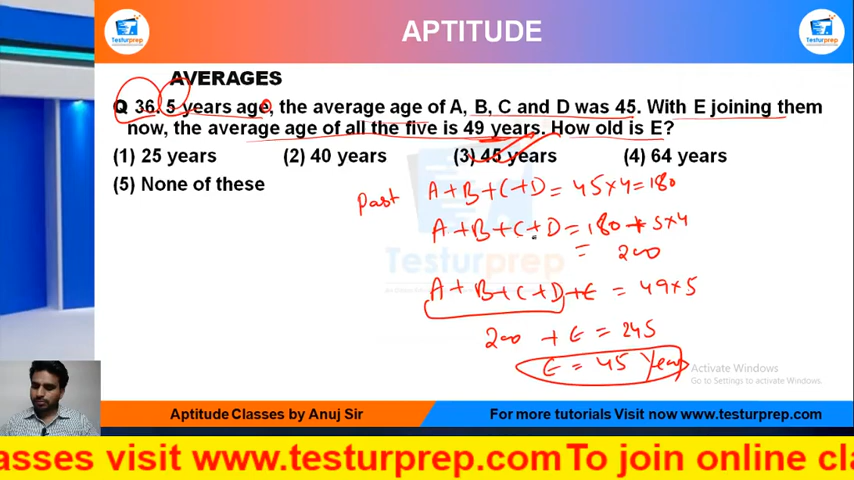 Testurprep
APTITUDE
Testurprep
AVERAGES
Q 36. 5 years ago, the average age of A, B, C and D was 45. With E joining them
now, the average age of all the five is 49 years. How old is E?
(1) 25 years (2) 40 years (3) 45 years (4) 64 years
(5) None of these
Past A+B+C+D = 45×4=180
A+B+C+D = 180+5×4
= 200
A+B+C+D+E = 49×5
200 + E = 245
E = 45 Years
Testurprep
Activate Windows
Go to Settings to activate Windows.
Aptitude Classes by Anuj Sir For more tutorials Visit now www.testurprep.com
asses visit www.testurprep.com To join online cla